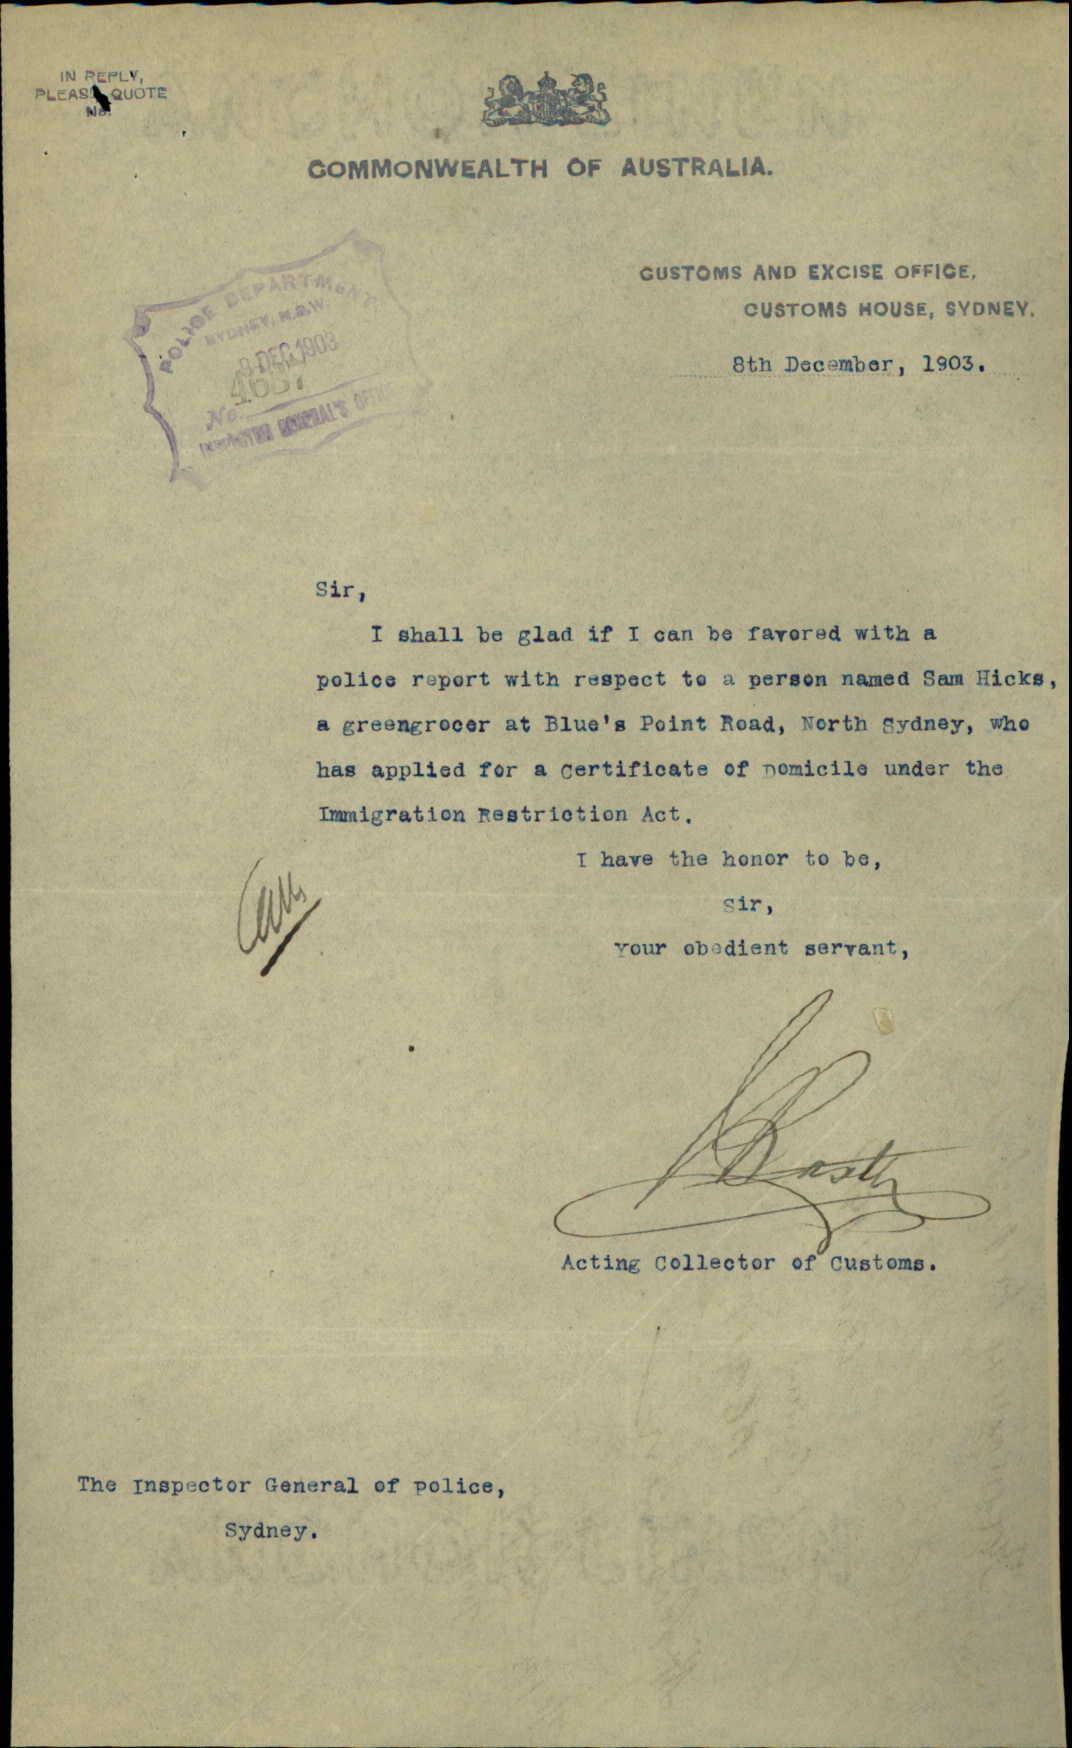 IN REPLY,
PLEASE QUOTE
No.
COMMONWEALTH OF AUSTRALIA.
CUSTOMS AND EXCISE OFFICE,
CUSTOMS HOUSE, SYDNEY.
8th December, 1903.
POLICE DEPARTMENT
SYDNEY, N.S.W.
8 DEC 1903
No.
INSPECTOR GENERAL'S OFFICE
Sir,
I shall be glad if I can be favored with a
police report with respect to a person named Sam Hicks,
a greengrocer at Blue's Point Road, North Sydney, who
has applied for a Certificate of Domicile under the
Immigration Restriction Act.
I have the honor to be,
Sir,
Your obedient servant,
Acting Collector of Customs.
The Inspector General of Police,
Sydney.